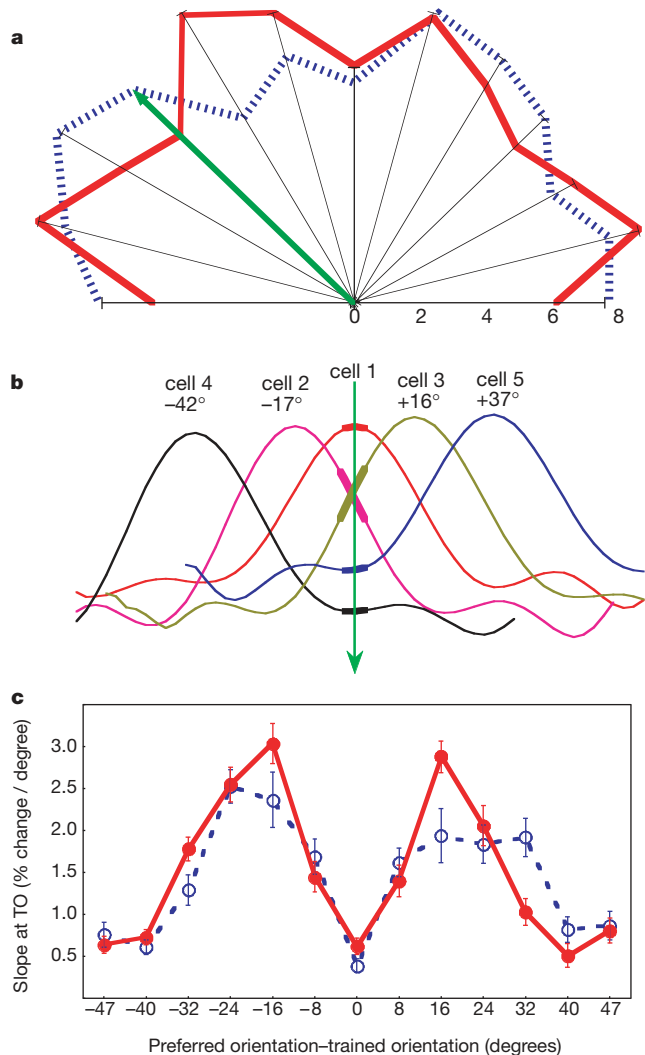 a
0 2 4 6 8
b
cell 1
cell 4 cell 2 cell 3 cell 5
–42° –17° +16° +37°
c
3.0
2.5
2.0
1.5
1.0
0.5
Slope at TO (% change / degree)
–47 –40 –32 –24 –16 –8 0 8 16 24 32 40 47
Preferred orientation–trained orientation (degrees)